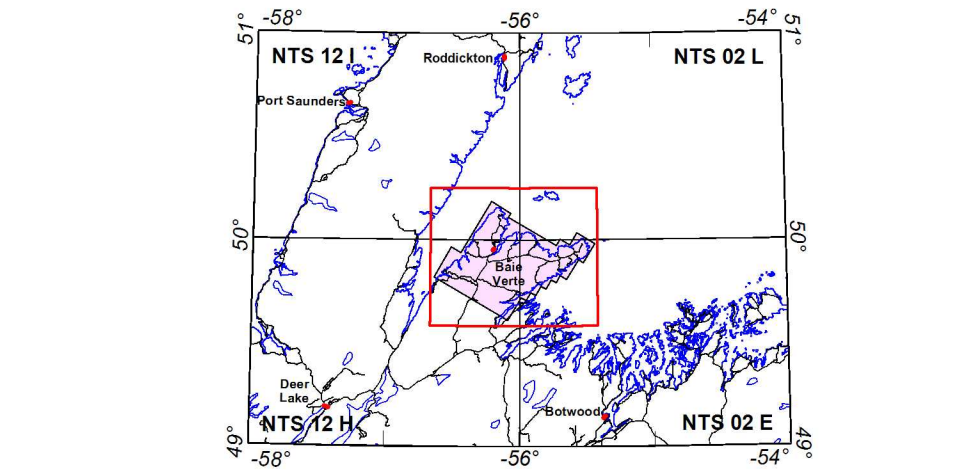 -58°
-56°
-54°
51°
51°
NTS 12 I
Roddickton
NTS 02 L
Port Saunders
50°
50°
Baie
Verte
Deer
Lake
Botwood
NTS 12 H
NTS 02 E
49°
49°
-58°
-56°
-54°